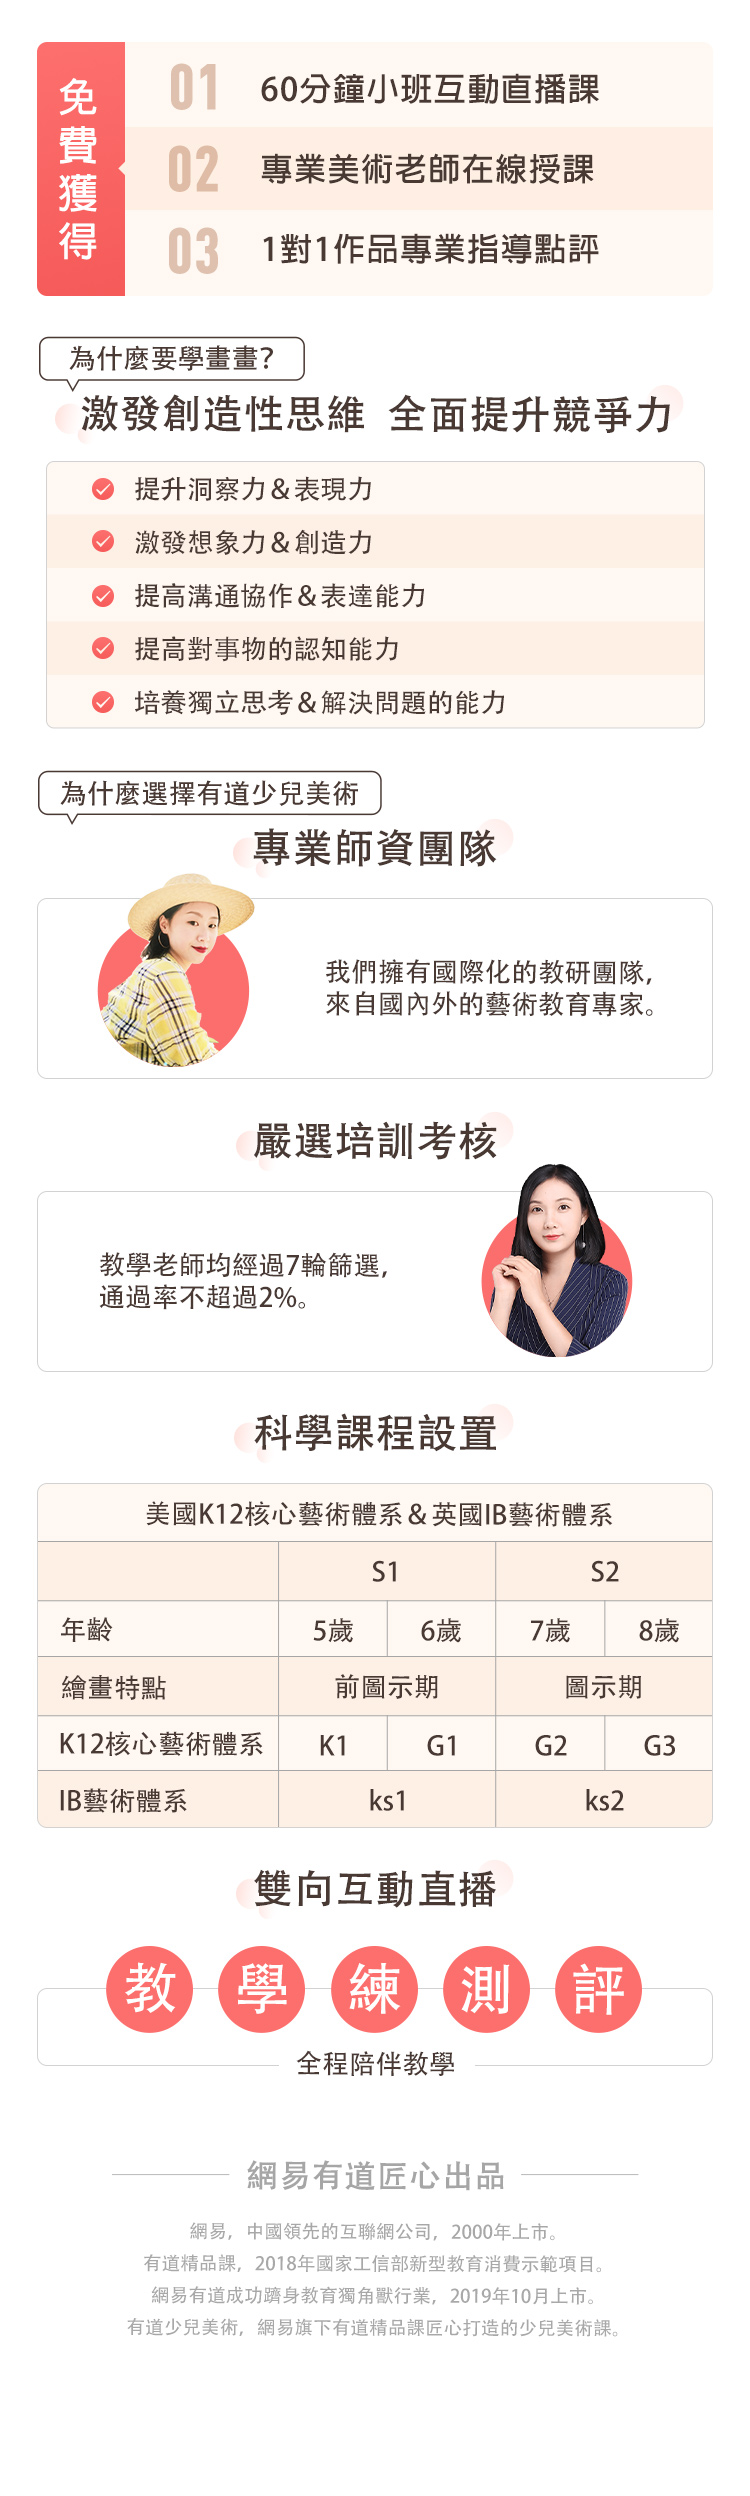 免費獲得
01 60分鐘小班互動直播課
02 專業美術老師在線授課
03 1對1作品專業指導點評
為什麼要學畫畫?
激發創造性思維 全面提升競爭力
提升洞察力&表現力
激發想象力&創造力
提高溝通協作&表達能力
提高對事物的認知能力
培養獨立思考&解決問題的能力
為什麼選擇有道少兒美術
專業師資團隊
我們擁有國際化的教研團隊,
來自國內外的藝術教育專家。
嚴選培訓考核
教學老師均經過7輪篩選,
通過率不超過2%。
科學課程設置
美國K12核心藝術體系&英國IB藝術體系
S1 S2
年齡 5歲 6歲 7歲 8歲
繪畫特點 前圖示期 圖示期
K12核心藝術體系 K1 G1 G2 G3
IB藝術體系 ks1 ks2
雙向互動直播
教 學 練 測 評
全程陪伴教學
網易有道匠心出品
網易，中國領先的互聯網公司，2000年上市。
有道精品課，2018年國家工信部新型教育消費示範項目。
網易有道成功躋身教育獨角獸行業，2019年10月上市。
有道少兒美術，網易旗下有道精品課匠心打造的少兒美術課。